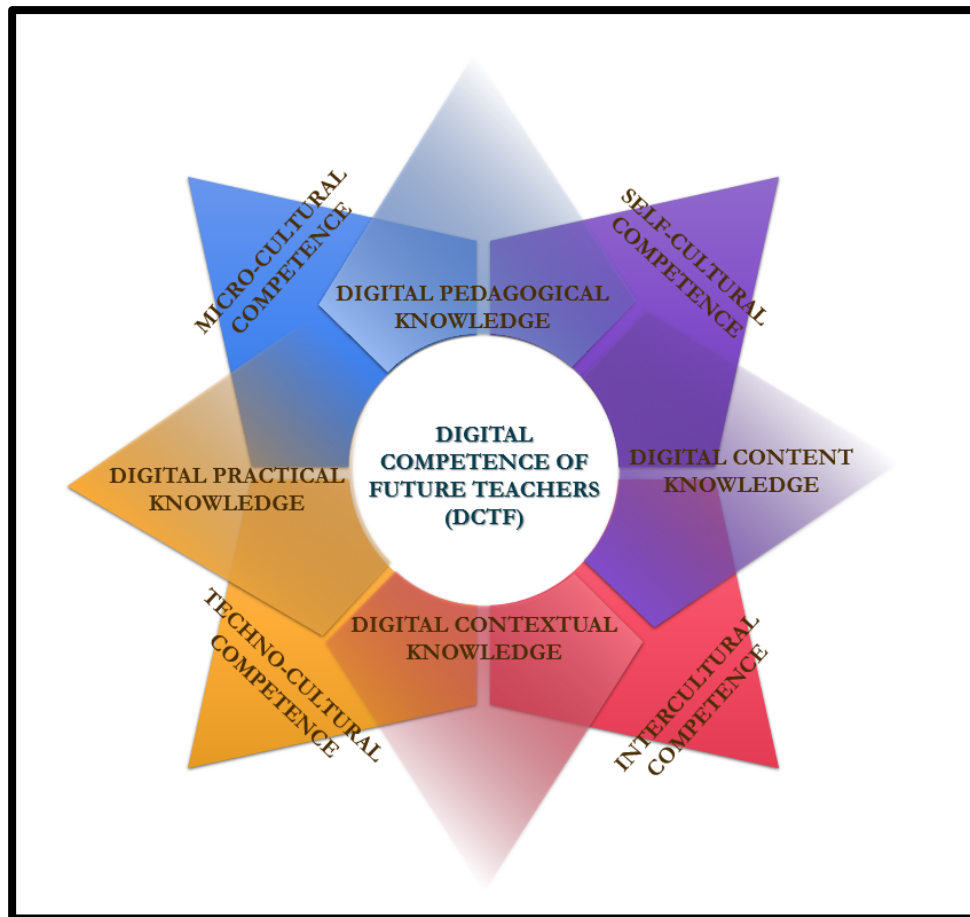 MICRO-CULTURAL
COMPETENCE
SELF-CULTURAL
COMPETENCE
DIGITAL PEDAGOGICAL
KNOWLEDGE
DIGITAL
COMPETENCE OF
FUTURE TEACHERS
(DCTF)
DIGITAL PRACTICAL
KNOWLEDGE
DIGITAL CONTENT
KNOWLEDGE
DIGITAL CONTEXTUAL
KNOWLEDGE
TECHNO-CULTURAL
COMPETENCE
INTERCULTURAL
COMPETENCE